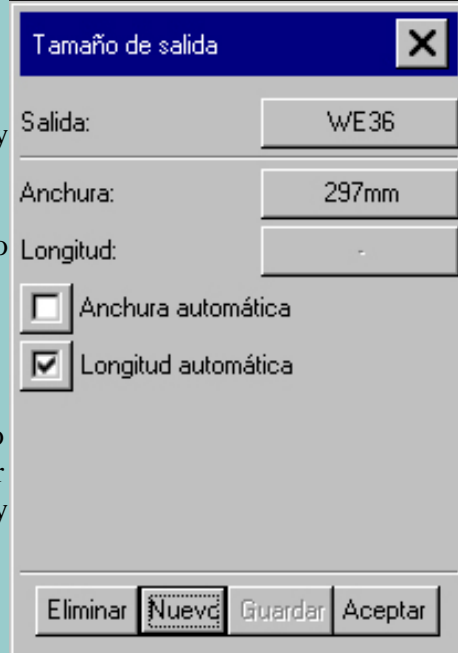 Tamaño de salida
y
Salida: WE36
Anchura: 297mm
o
Longitud: -
Anchura automática
Longitud automática
o
r
y
Eliminar Nuevo Guardar Aceptar